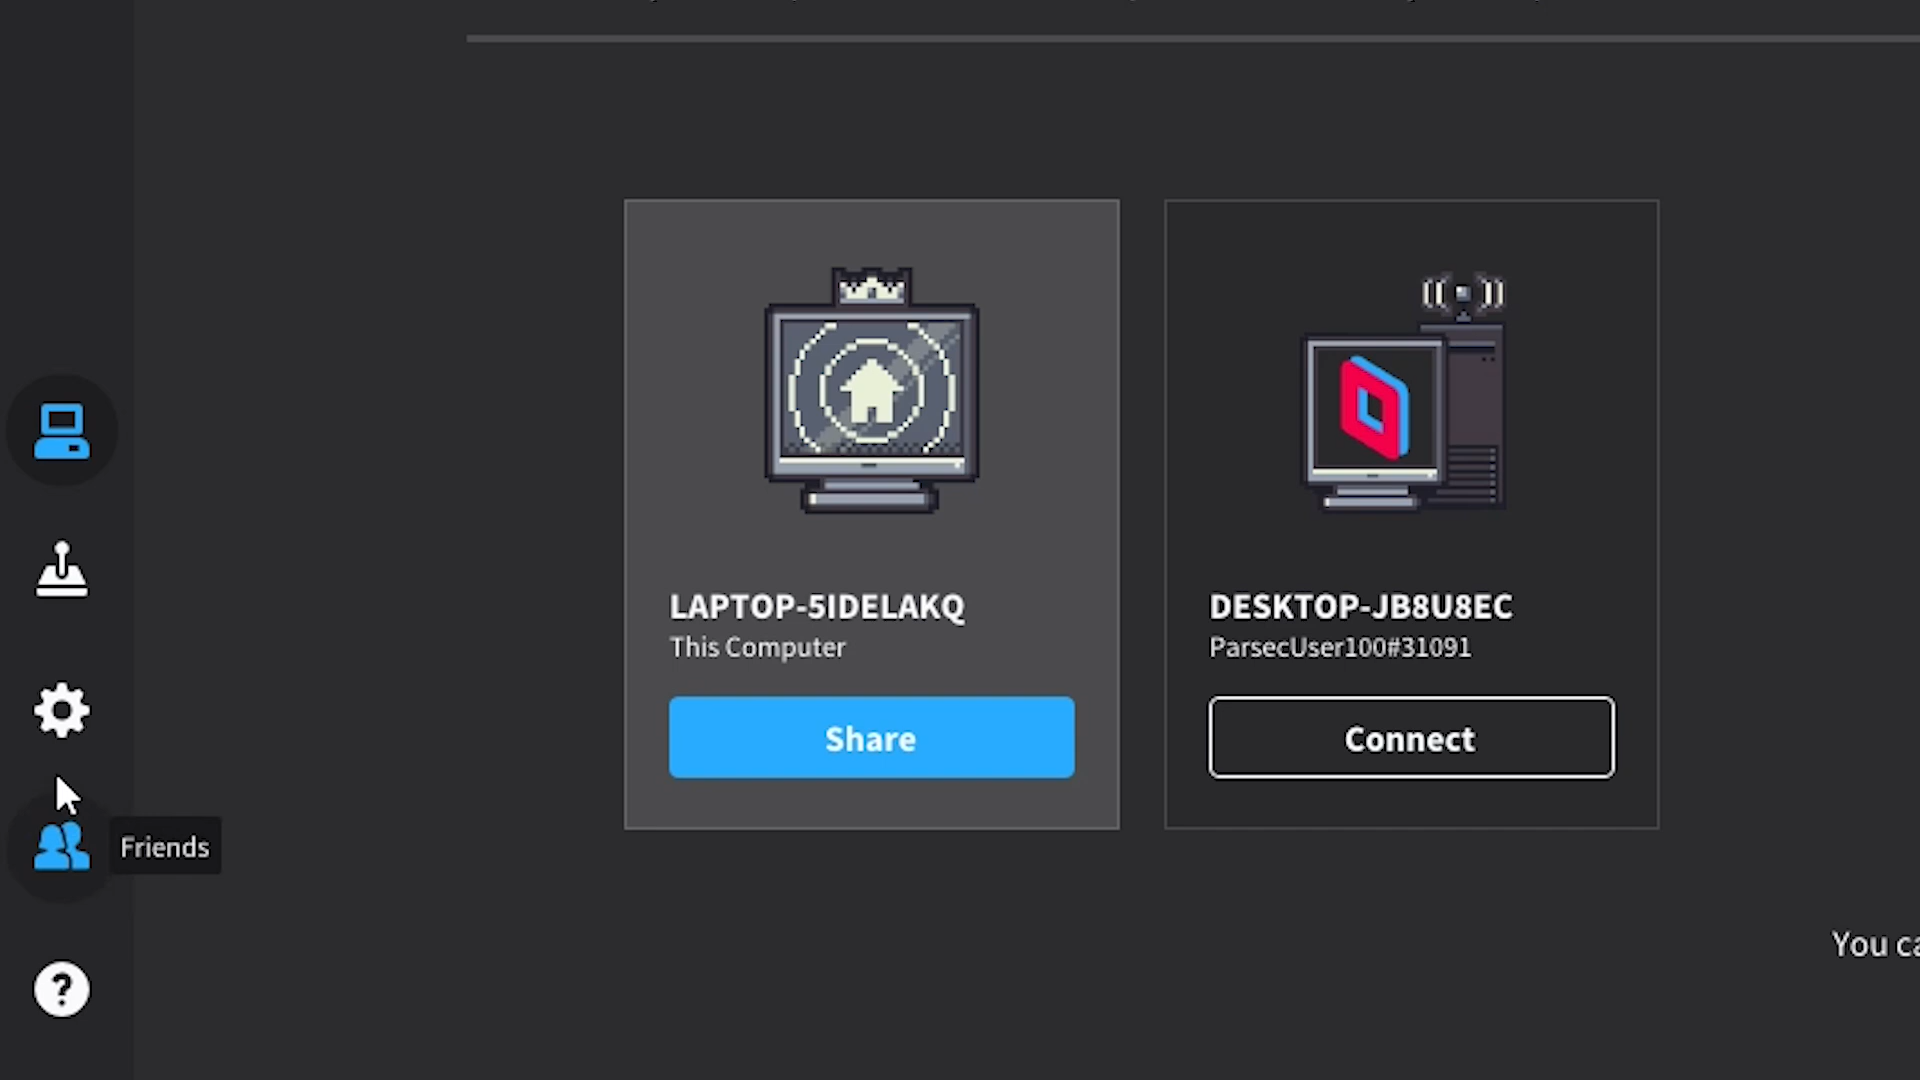 LAPTOP-5IDELAKQ
This Computer
Share
DESKTOP-JB8U8EC
ParsecUser100#31091
Connect
Friends
?
You ca